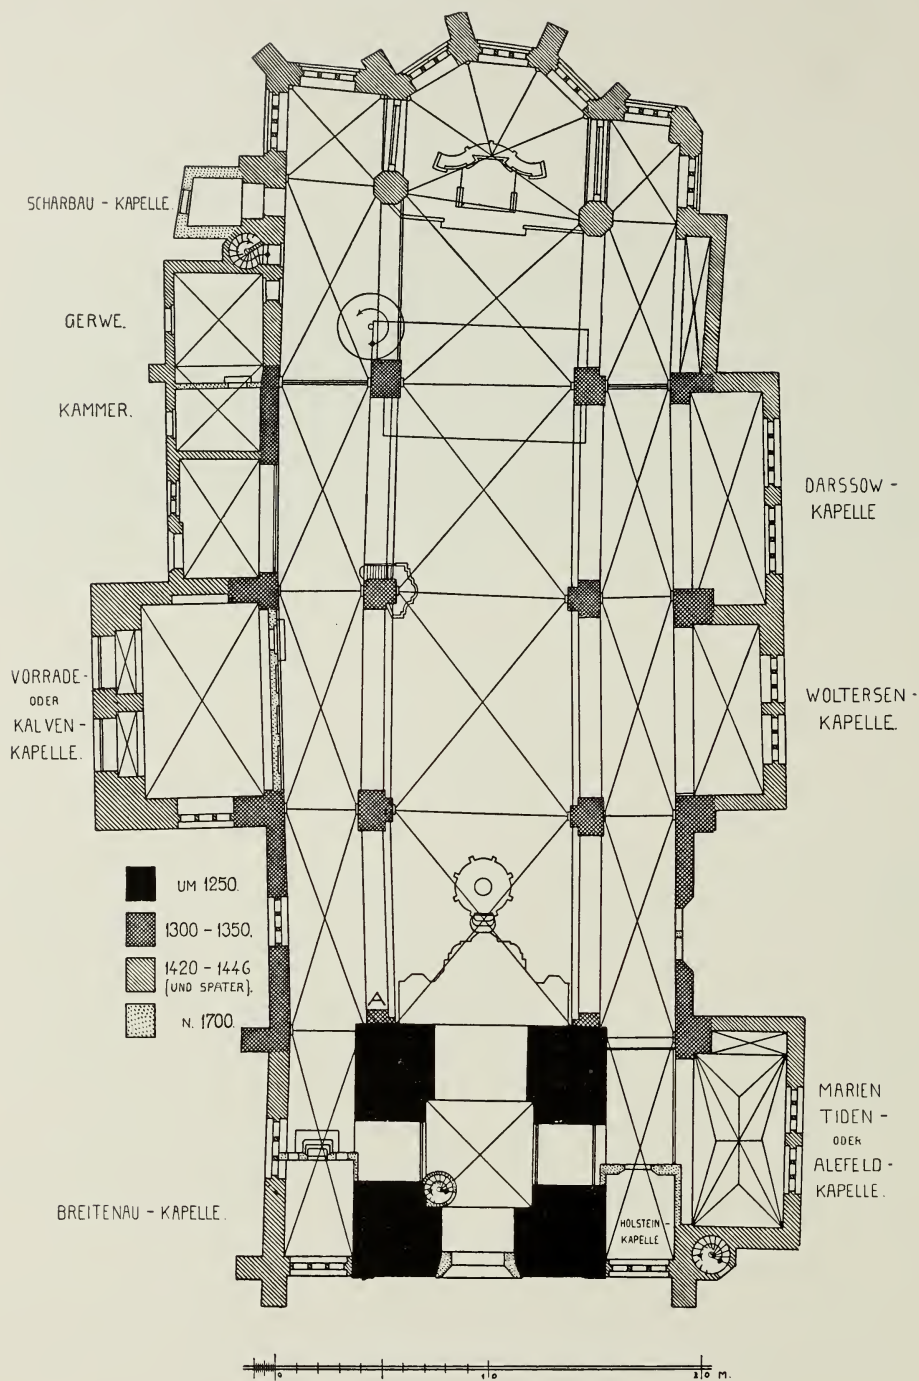 SCHARBAU - KAPELLE.
GERWE.
KAMMER.
DARSSOW -
KAPELLE
VORRADE -
ODER
KALVEN -
KAPELLE.
WOLTERSEN -
KAPELLE.
UM 1250.
1300 - 1350.
1420 - 1446
(UND SPÄTER).
N. 1700.
MARIEN
TIDEN -
ODER
ALEFELD -
KAPELLE.
BREITENAU - KAPELLE.
HOLSTEIN -
KAPELLE
0 10 20 M.